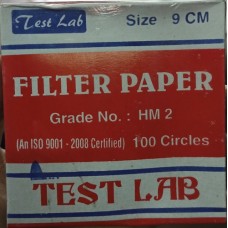 Test Lab Size 9 CM
FILTER PAPER
Grade No. : HM 2
(An ISO 9001 - 2008 Certified) 100 Circles
TEST LAB